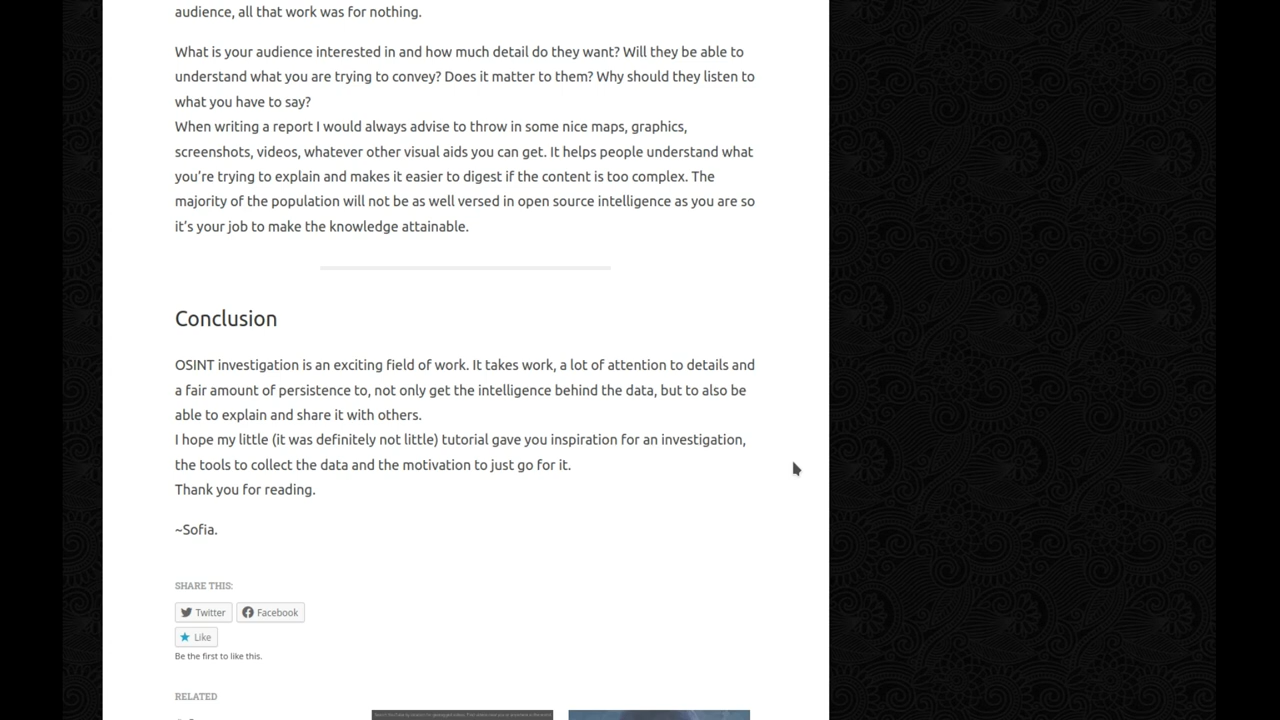 audience, all that work was for nothing.
What is your audience interested in and how much detail do they want? Will they be able to
understand what you are trying to convey? Does it matter to them? Why should they listen to
what you have to say?
When writing a report I would always advise to throw in some nice maps, graphics,
screenshots, videos, whatever other visual aids you can get. It helps people understand what
you’re trying to explain and makes it easier to digest if the content is too complex. The
majority of the population will not be as well versed in open source intelligence as you are so
it’s your job to make the knowledge attainable.
Conclusion
OSINT investigation is an exciting field of work. It takes work, a lot of attention to details and
a fair amount of persistence to, not only get the intelligence behind the data, but to also be
able to explain and share it with others.
I hope my little (it was definitely not little) tutorial gave you inspiration for an investigation,
the tools to collect the data and the motivation to just go for it.
Thank you for reading.
~Sofia.
SHARE THIS:
Twitter Facebook
Like
Be the first to like this.
RELATED